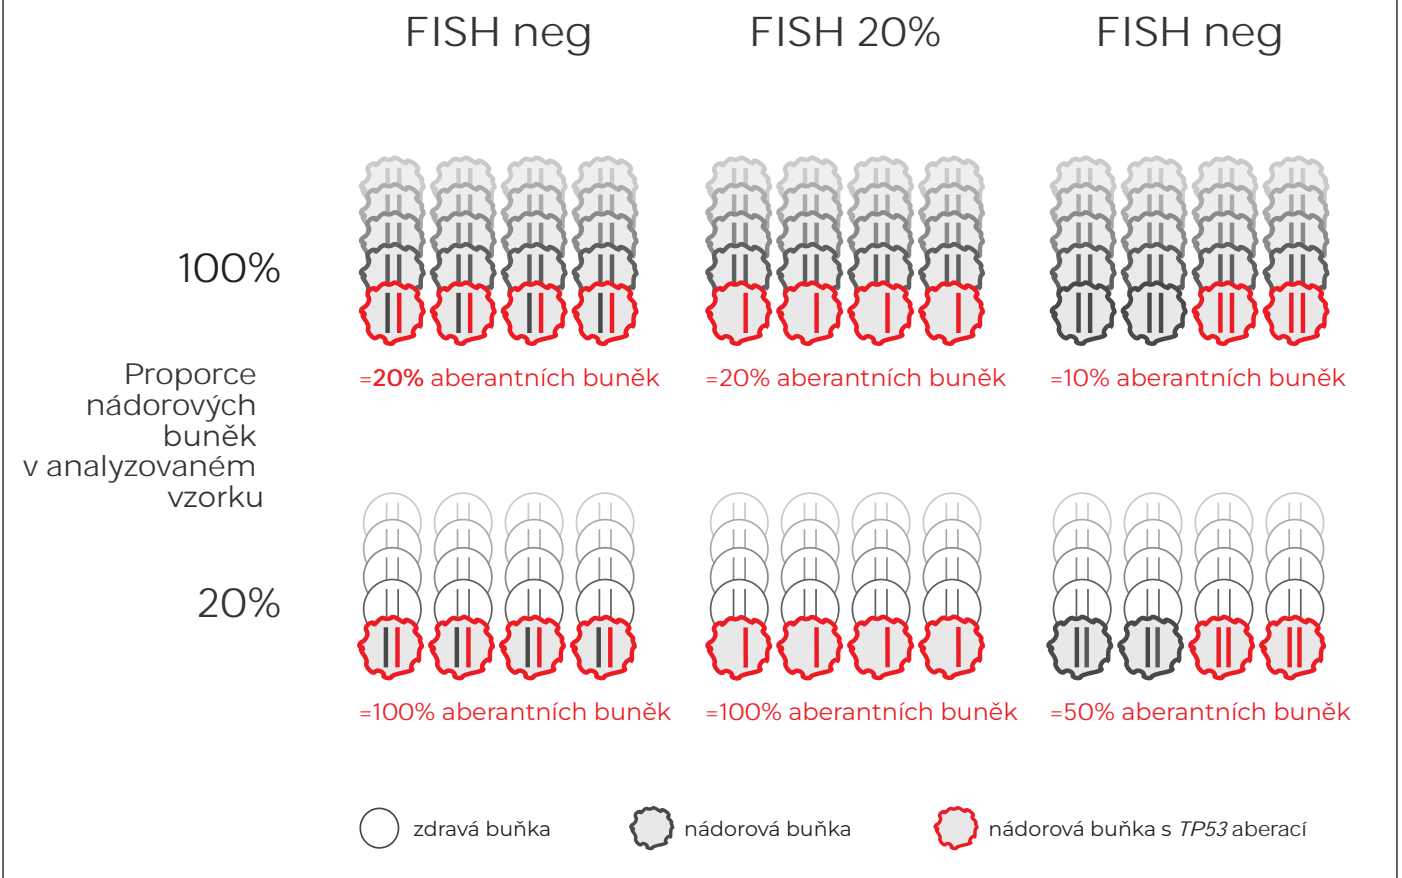 FISH neg
FISH 20%
FISH neg
100%
=20% aberantních buněk
=20% aberantních buněk
=10% aberantních buněk
Proporce
nádorových
buněk
v analyzovaném
vzorku
20%
=100% aberantních buněk
=100% aberantních buněk
=50% aberantních buněk
zdravá buňka
nádorová buňka
nádorová buňka s TP53 aberací